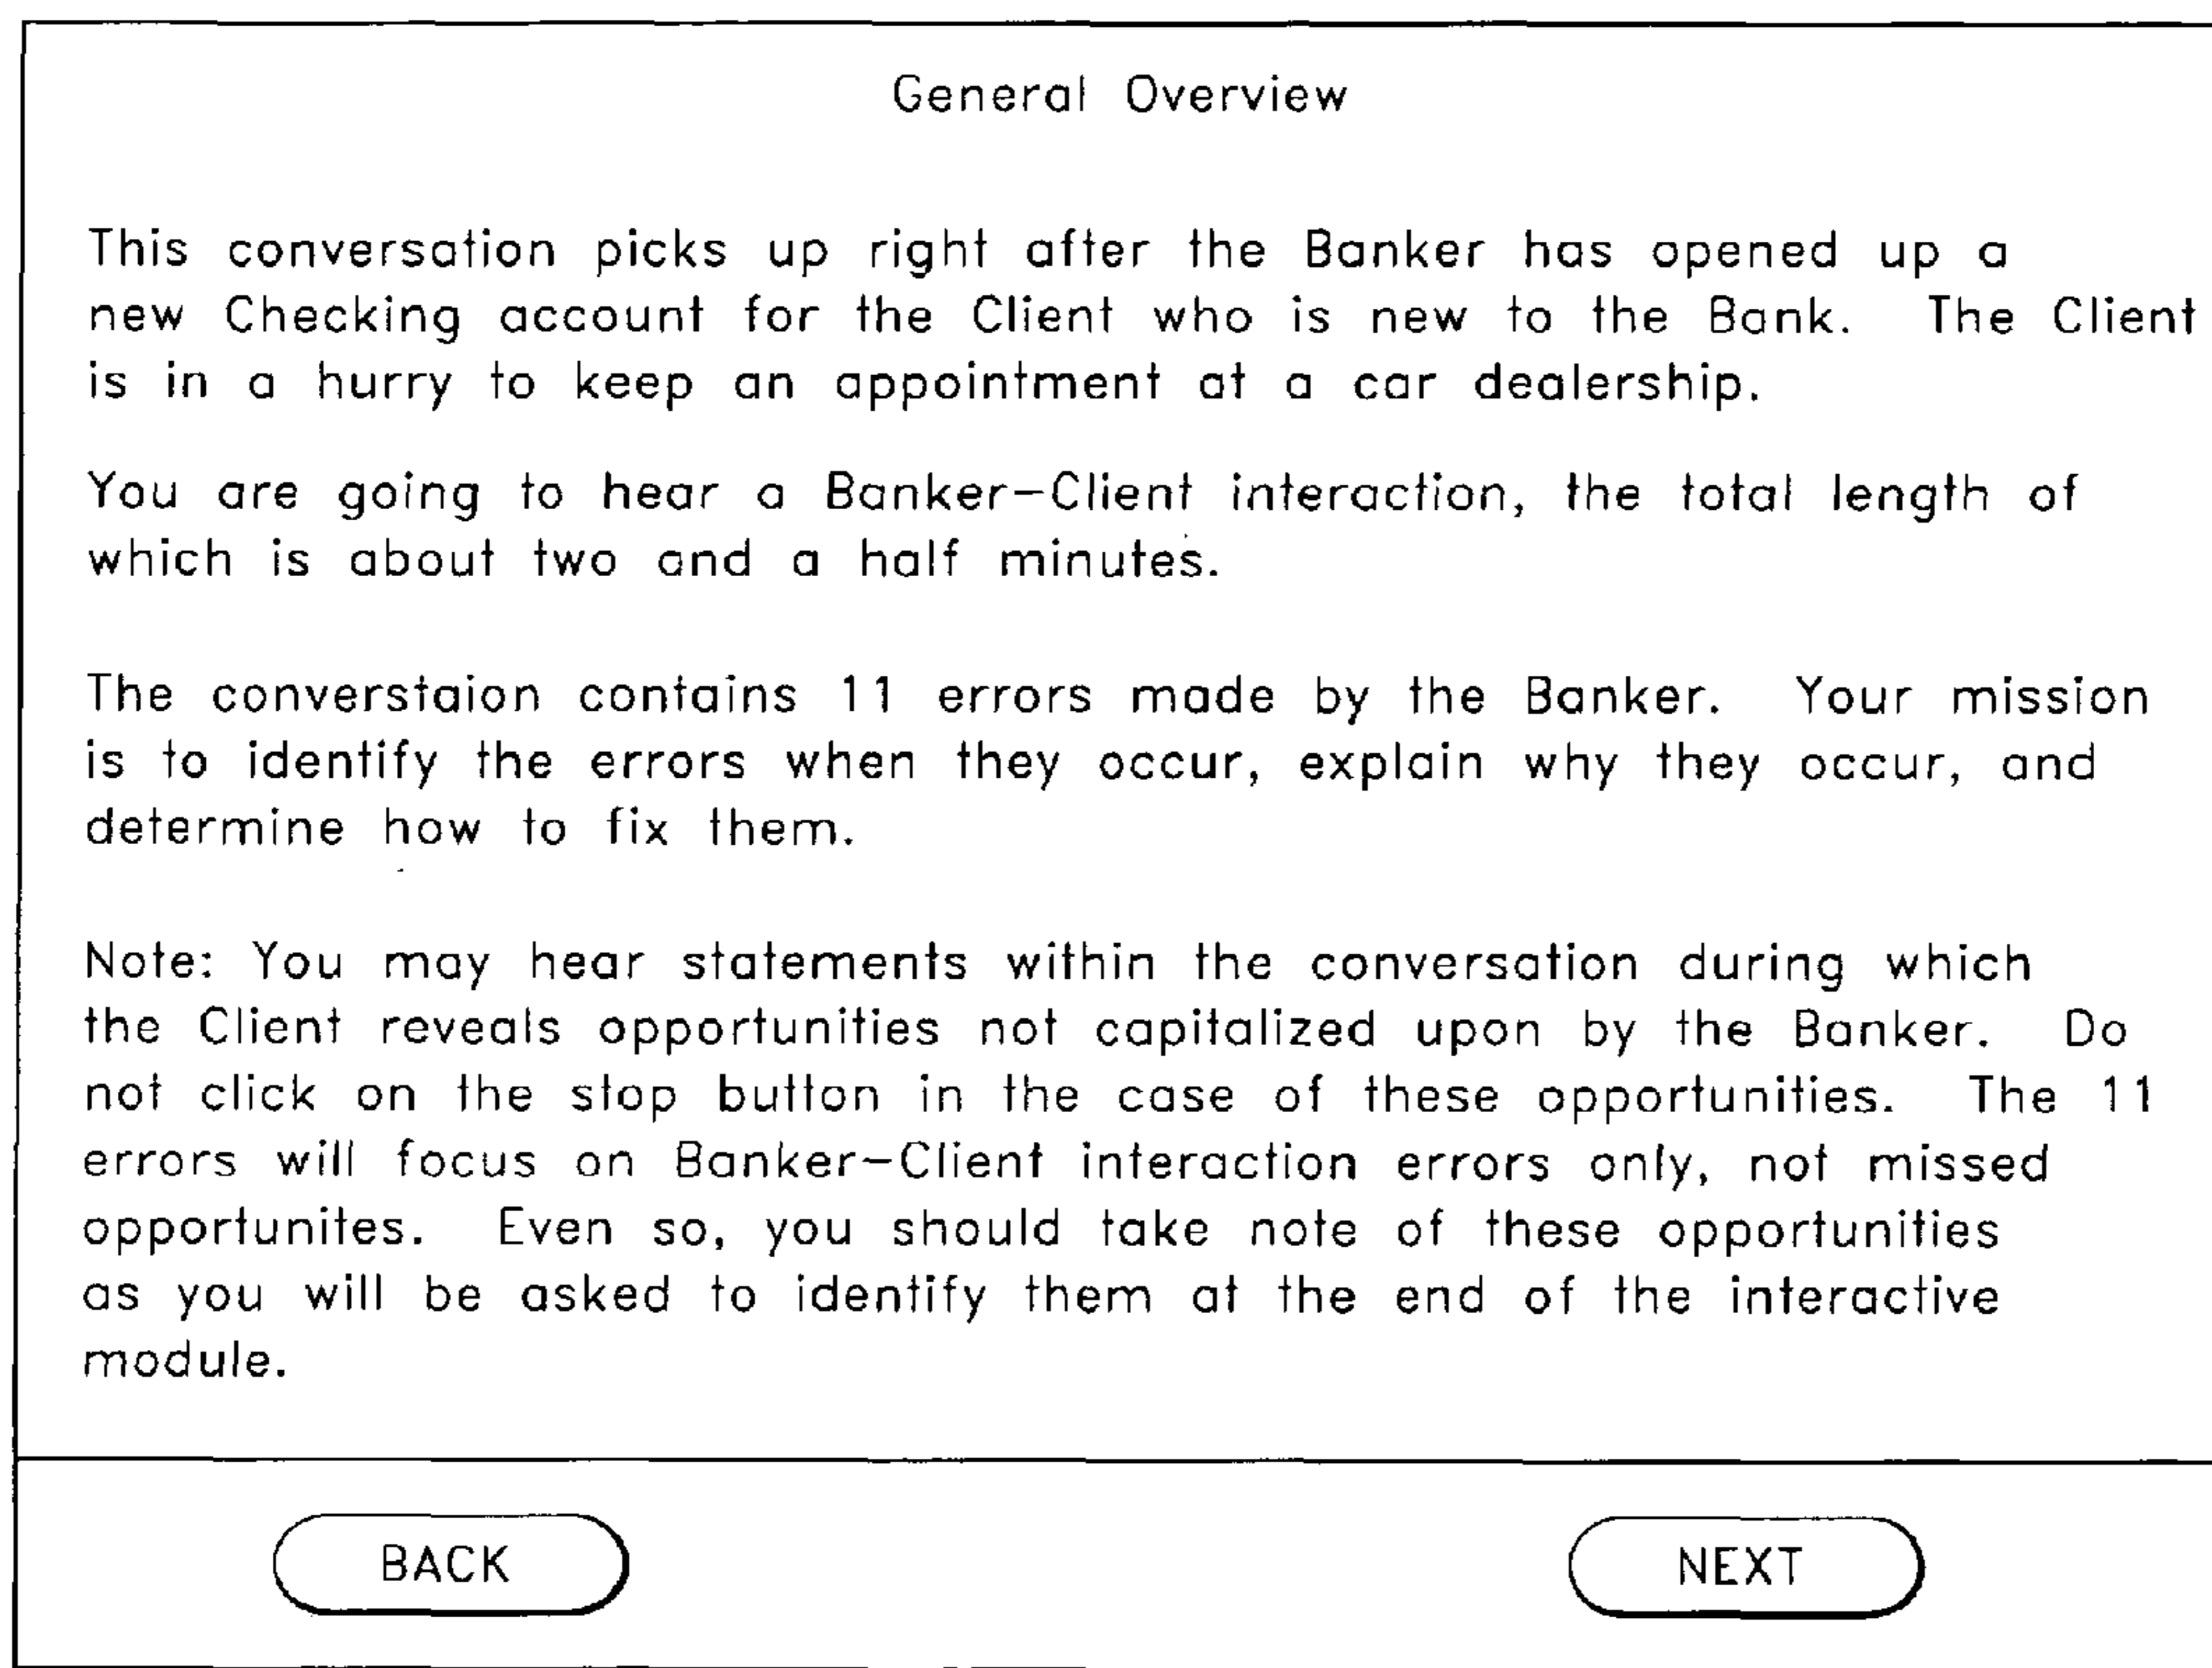 General Overview
This conversation picks up right after the Banker has opened up a
new Checking account for the Client who is new to the Bank. The Client
is in a hurry to keep an appointment at a car dealership.
You are going to hear a Banker-Client interaction, the total length of
which is about two and a half minutes.
The converstaion contains 11 errors made by the Banker. Your mission
is to identify the errors when they occur, explain why they occur, and
determine how to fix them.
Note: You may hear statements within the conversation during which
the Client reveals opportunities not capitalized upon by the Banker. Do
not click on the stop button in the case of these opportunities. The 11
errors will focus on Banker-Client interaction errors only, not missed
opportunites. Even so, you should take note of these opportunities
as you will be asked to identify them at the end of the interactive
module.
BACK
NEXT